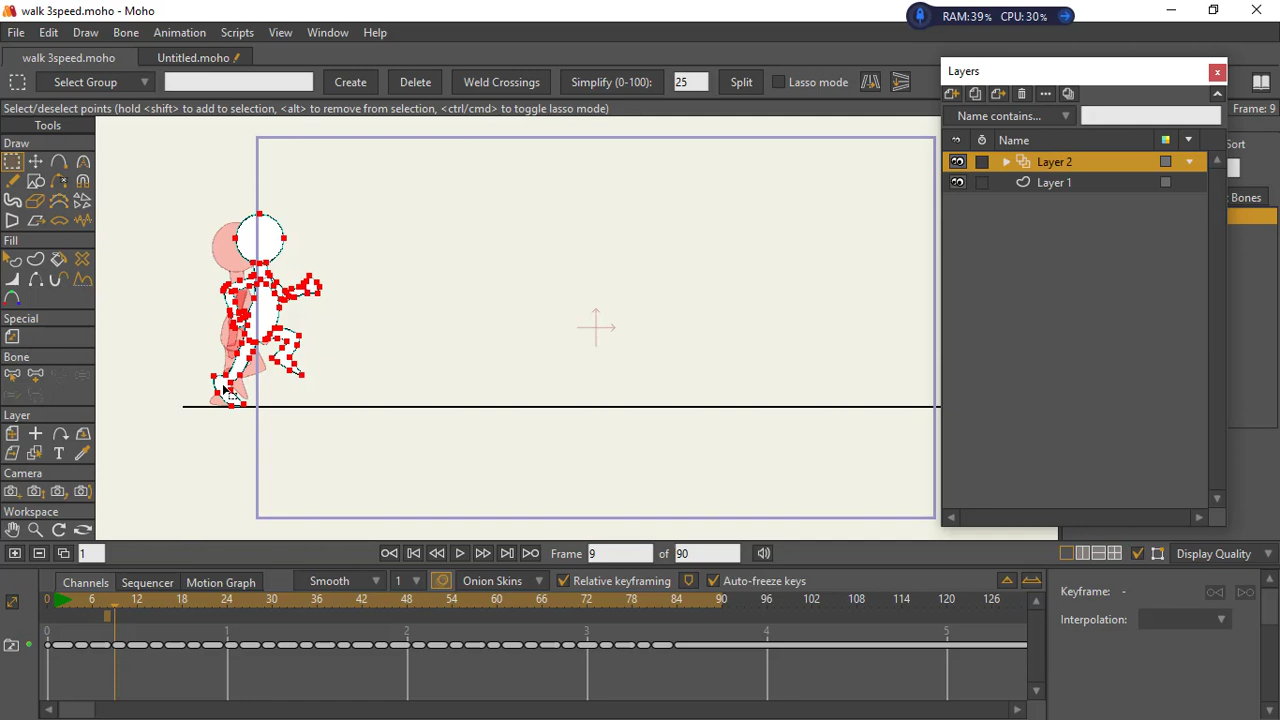 walk 3speed.moho - Moho
RAM:39% CPU:30%
File Edit Draw Bone Animation Scripts View Window Help
walk 3speed.moho Untitled.moho
Layers
Select Group Create Delete Weld Crossings Simplify (0-100): 25 Split Lasso mode
Select/deselect points (hold <shift> to add to selection, <alt> to remove from selection, <ctrl/cmd> to toggle lasso mode)
Frame: 9
Name contains...
Tools
Name
Draw
Sort
Layer 2
Layer 1
Bones
Fill
Special
Bone
Layer
Camera
Workspace
1 Frame 9 of 90 Display Quality
Channels Sequencer Motion Graph Smooth 1 Onion Skins Relative keyframing Auto-freeze keys
Keyframe: -
0 6 12 18 24 30 36 42 48 54 60 66 72 78 84 90 96 102 108 114 120 126
Interpolation:
0 1 2 3 4 5